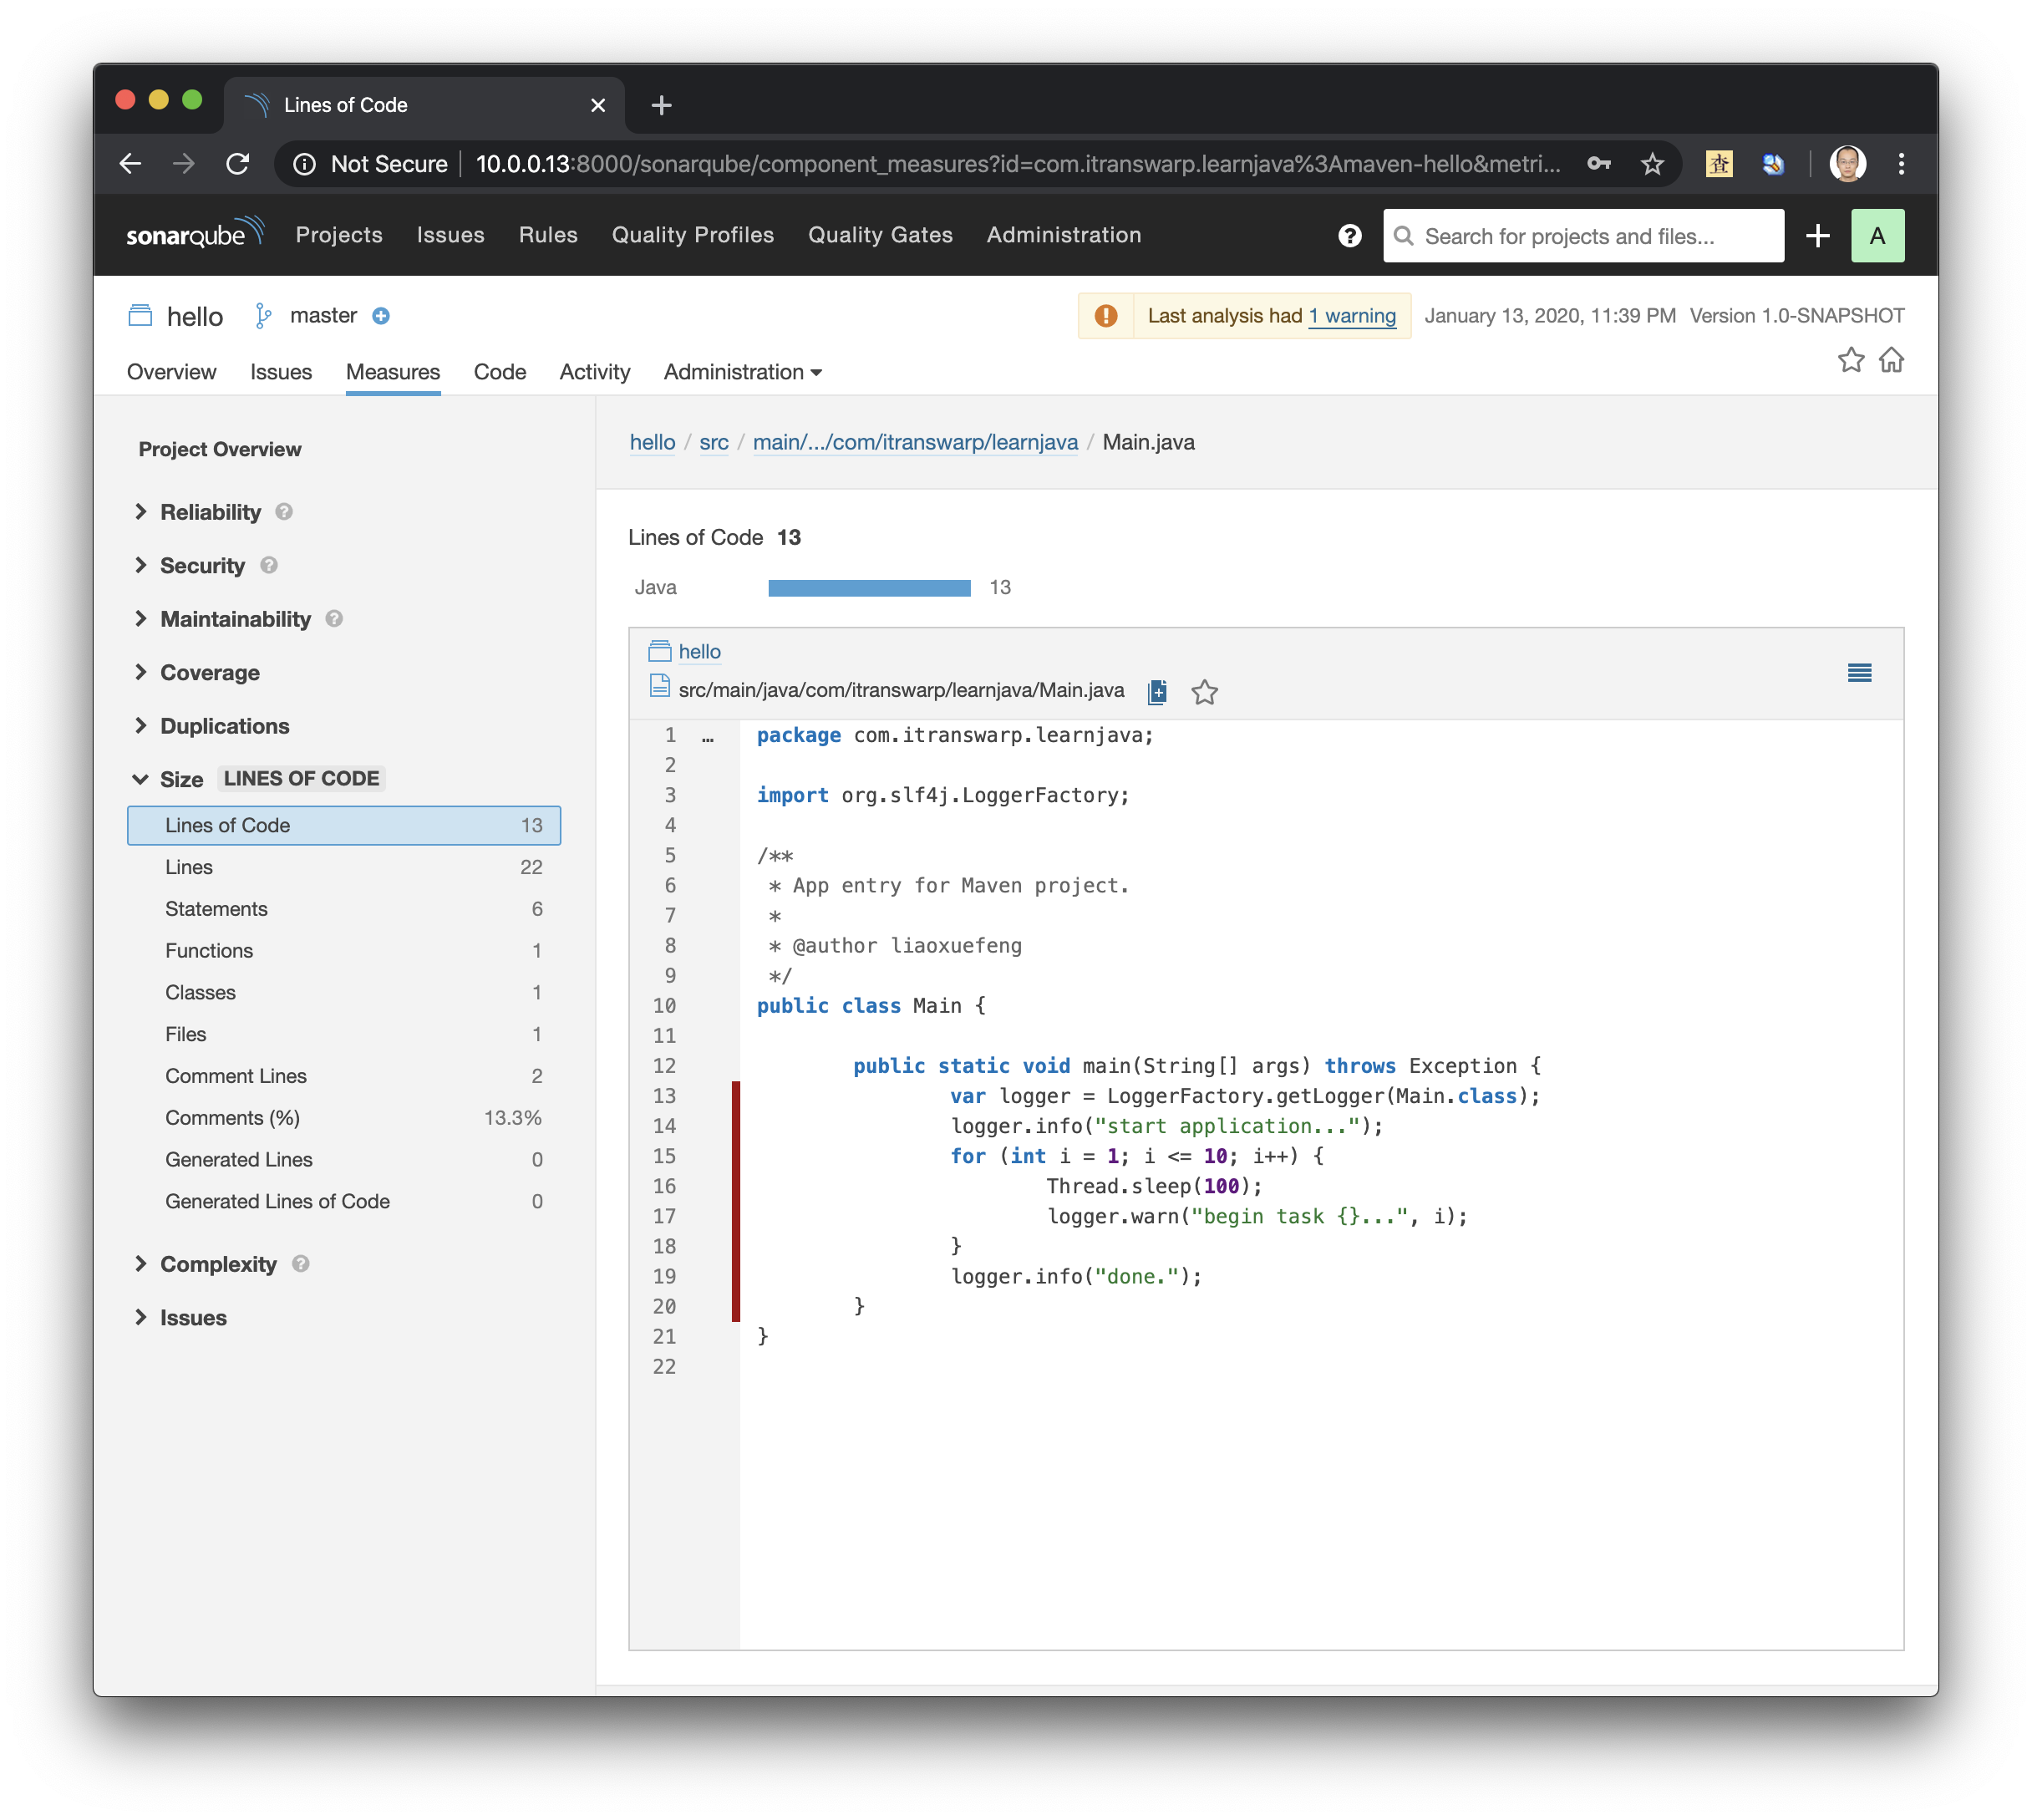 Lines of Code
Not Secure 10.0.0.13:8000/sonarqube/component_measures?id=com.itranswarp.learnjava%3Amaven-hello&metri... 查
sonarqube Projects Issues Rules Quality Profiles Quality Gates Administration Search for projects and files... A
hello master Last analysis had 1 warning January 13, 2020, 11:39 PM Version 1.0-SNAPSHOT
Overview Issues Measures Code Activity Administration
Project Overview
Reliability
Security
Maintainability
Coverage
Duplications
Size LINES OF CODE
Lines of Code 13
Lines 22
Statements 6
Functions 1
Classes 1
Files 1
Comment Lines 2
Comments (%) 13.3%
Generated Lines 0
Generated Lines of Code 0
Complexity
Issues
hello / src / main/.../com/itranswarp/learnjava / Main.java
Lines of Code 13
Java 13
hello
src/main/java/com/itranswarp/learnjava/Main.java
1 … package com.itranswarp.learnjava;
2
3 import org.slf4j.LoggerFactory;
4
5 /**
6 * App entry for Maven project.
7 *
8 * @author liaoxuefeng
9 */
10 public class Main {
11
12 public static void main(String[] args) throws Exception {
13 var logger = LoggerFactory.getLogger(Main.class);
14 logger.info("start application...");
15 for (int i = 1; i <= 10; i++) {
16 Thread.sleep(100);
17 logger.warn("begin task {}...", i);
18 }
19 logger.info("done.");
20 }
21 }
22